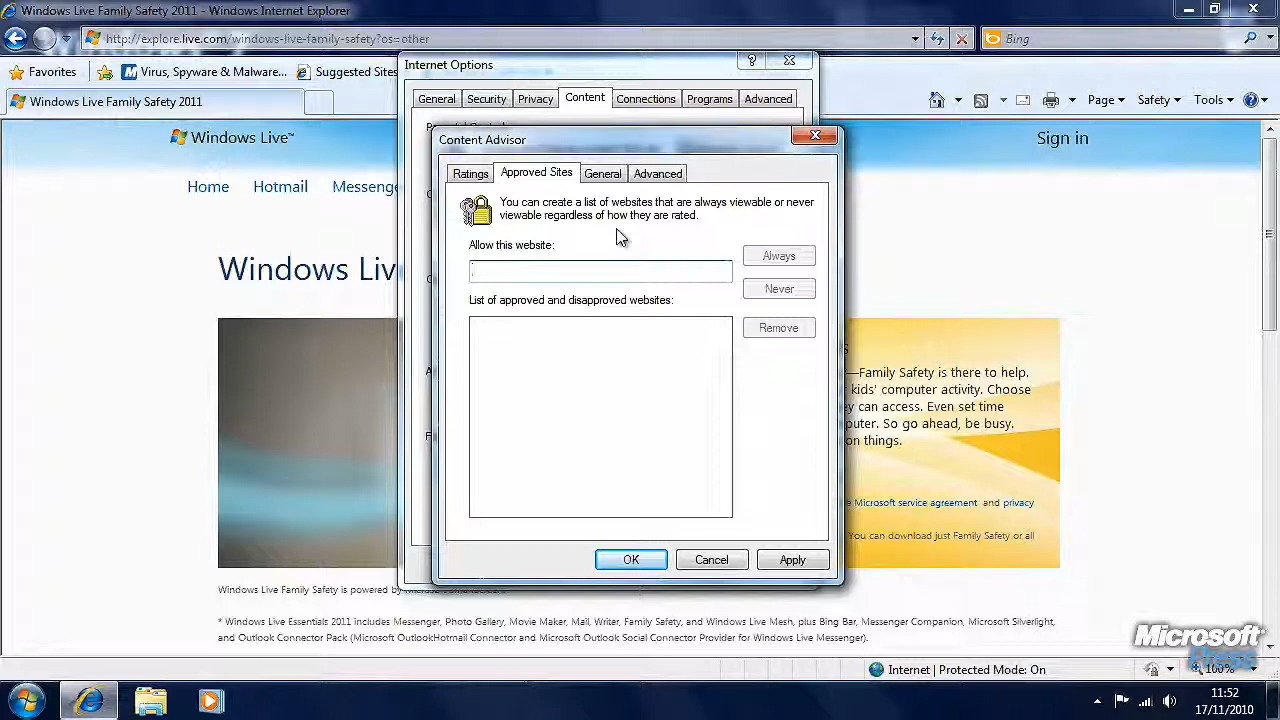 Windows Live Family Safety 2011 - Windows Internet Explorer
http://explore.live.com/windows-live-family-safety?os=other
Bing
Favorites
Virus, Spyware & Malware...
Suggested Sites
Windows Live Family Safety 2011
Page
Safety
Tools
Internet Options
General
Security
Privacy
Content
Connections
Programs
Advanced
Windows Live™
Sign in
Home
Hotmail
Messenge
Windows Liv
Content Advisor
Ratings
Approved Sites
General
Advanced
You can create a list of websites that are always viewable or never
viewable regardless of how they are rated.
Allow this website:
Always
Never
List of approved and disapproved websites:
Remove
OK
Cancel
Apply
—Family Safety is there to help.
kids' computer activity. Choose
y can access. Even set time
puter. So go ahead, be busy.
on things.
Microsoft service agreement and privacy
You can download just Family Safety or all
Windows Live Family Safety is powered by
* Windows Live Essentials 2011 includes Messenger, Photo Gallery, Movie Maker, Mail, Writer, Family Safety, and Windows Live Mesh, plus Bing Bar, Messenger Companion, Microsoft Silverlight,
and Outlook Connector Pack (Microsoft OutlookHotmail Connector and Microsoft Outlook Social Connector Provider for Windows Live Messenger).
Microsoft
Press
Internet | Protected Mode: On
100%
11:52
17/11/2010